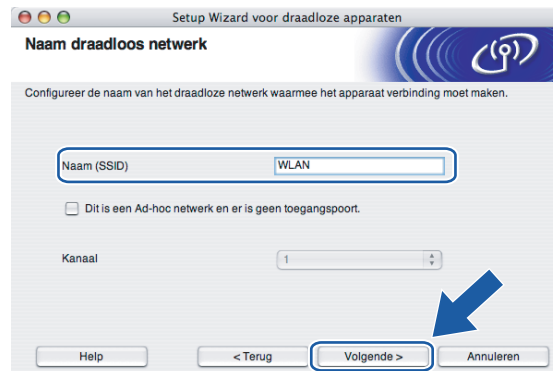 Setup Wizard voor draadloze apparaten
Naam draadloos netwerk
Configureer de naam van het draadloze netwerk waarmee het apparaat verbinding moet maken.
Naam (SSID) WLAN
Dit is een Ad-hoc netwerk en er is geen toegangspoort.
Kanaal 1
Help < Terug Volgende > Annuleren